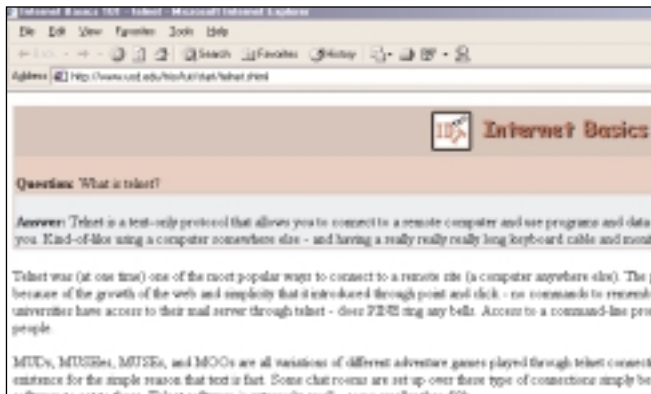 Internet Basics 101 - telnet - Microsoft Internet Explorer
File Edit View Favorites Tools Help
Search Favorites History
Address
Internet Basics
Question: What is telnet?
Answer: Telnet is a text-only protocol that allows you to connect to a remote computer and use programs and data
you. Kind-of-like using a computer somewhere else - and having a really really really long keyboard cable and
Telnet was (at one time) one of the most popular ways to connect to a remote site (a computer anywhere else). The
because of the growth of the web and simplicity that it introduced through point and click - no commands to
universities have access to their mail server through telnet - does PINE ring any bells. Access to a command-line
people.
MUDs, MUSHes, MUSEs, and MOOs are all variations of different adventure games played through telnet
existence for the simple reason that text is fast. Some chat rooms are set up over these type of connections simply